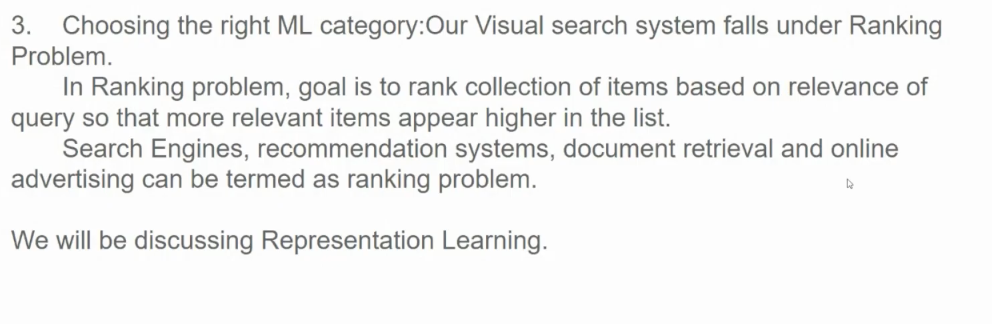 3. Choosing the right ML category:Our Visual search system falls under Ranking
Problem.
In Ranking problem, goal is to rank collection of items based on relevance of
query so that more relevant items appear higher in the list.
Search Engines, recommendation systems, document retrieval and online
advertising can be termed as ranking problem.
We will be discussing Representation Learning.